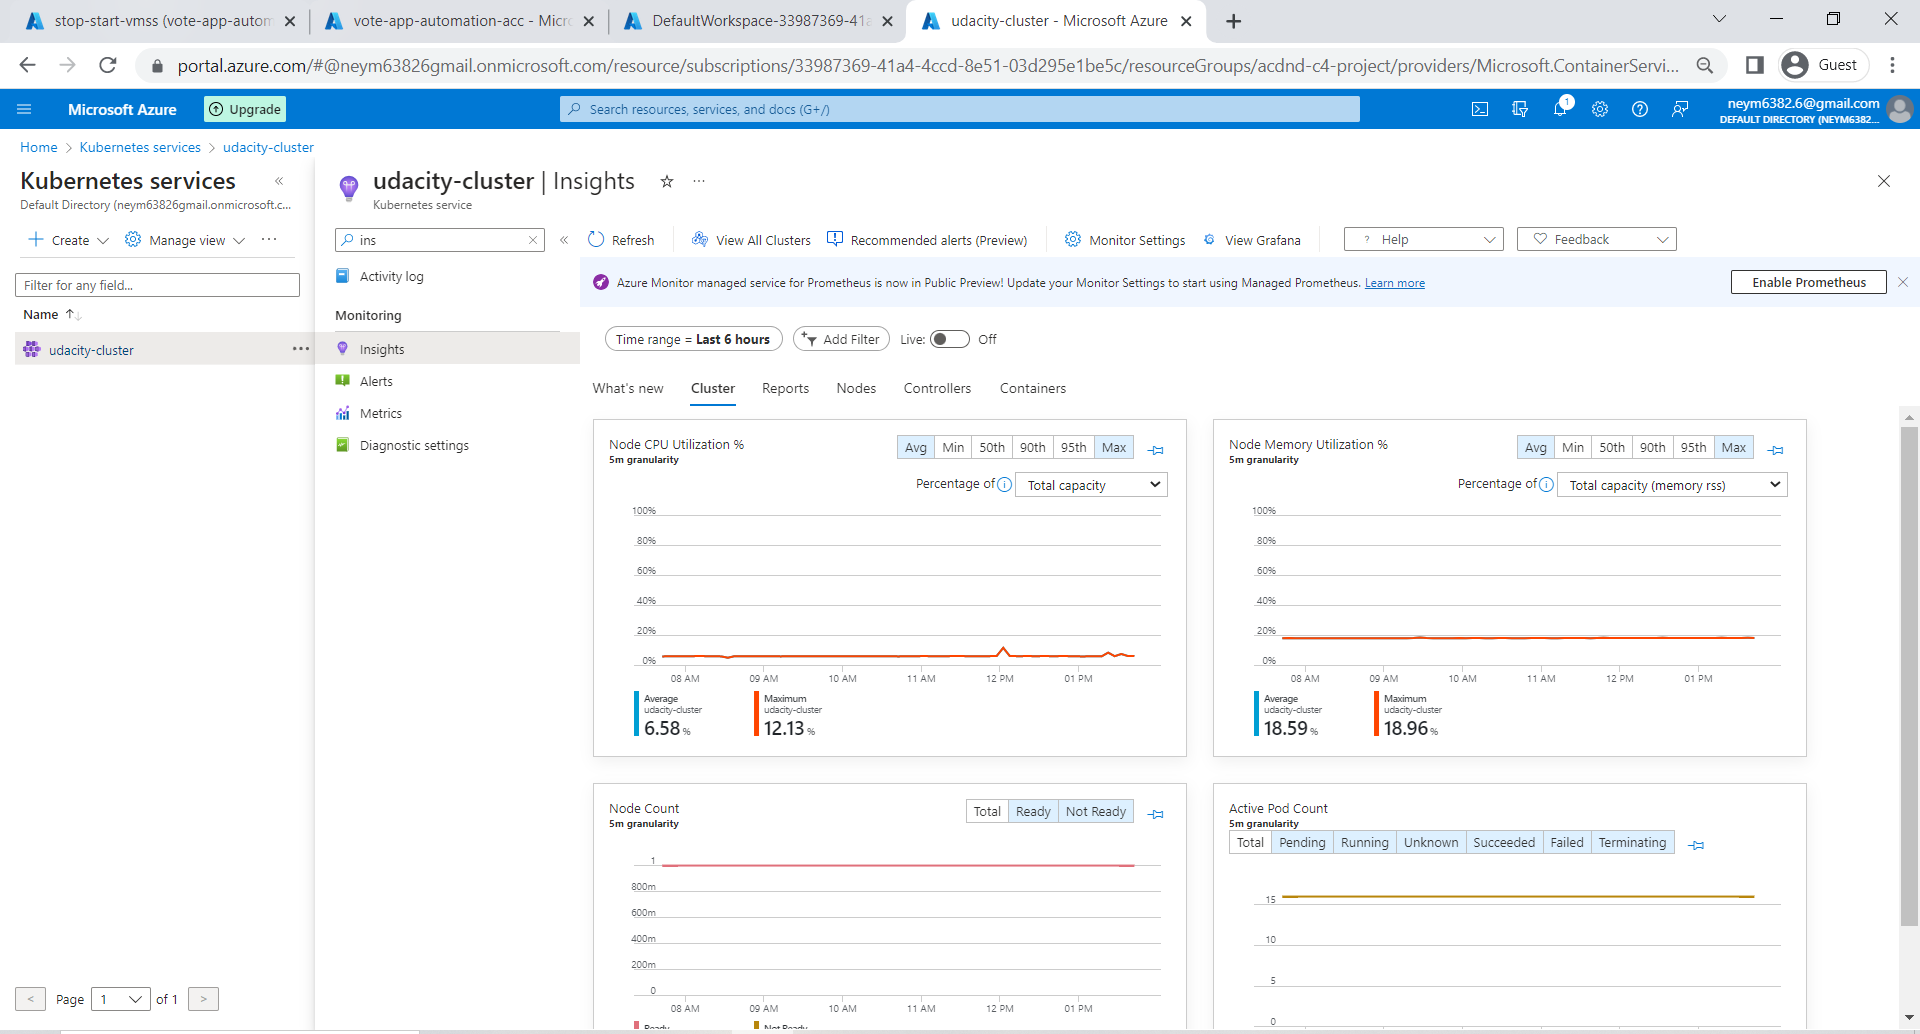 stop-start-vmss (vote-app-autom
vote-app-automation-acc - Micro
DefaultWorkspace-33987369-41a
udacity-cluster - Microsoft Azure
portal.azure.com/#@neym63826gmail.onmicrosoft.com/resource/subscriptions/33987369-41a4-4ccd-8e51-03d295e1be5c/resourceGroups/acdnd-c4-project/providers/Microsoft.ContainerServi...
Guest
Microsoft Azure
Upgrade
Search resources, services, and docs (G+/)
1
neym6382.6@gmail.com
DEFAULT DIRECTORY (NEYM6382...
Home > Kubernetes services > udacity-cluster
Kubernetes services
Default Directory (neym63826gmail.onmicrosoft.c...
Create
Manage view
Filter for any field...
Name
udacity-cluster
< Page 1 of 1 >
udacity-cluster | Insights
Kubernetes service
ins
Activity log
Monitoring
Insights
Alerts
Metrics
Diagnostic settings
Refresh
View All Clusters
Recommended alerts (Preview)
Monitor Settings
View Grafana
? Help
Feedback
Azure Monitor managed service for Prometheus is now in Public Preview! Update your Monitor Settings to start using Managed Prometheus. Learn more
Enable Prometheus
Time range = Last 6 hours
Add Filter
Live: Off
What's new Cluster Reports Nodes Controllers Containers
Node CPU Utilization %
5m granularity
Avg Min 50th 90th 95th Max
Percentage of Total capacity
100%
80%
60%
40%
20%
0%
08 AM 09 AM 10 AM 11 AM 12 PM 01 PM
Average
udacity-cluster
6.58 %
Maximum
udacity-cluster
12.13 %
Node Memory Utilization %
5m granularity
Avg Min 50th 90th 95th Max
Percentage of Total capacity (memory rss)
100%
80%
60%
40%
20%
0%
08 AM 09 AM 10 AM 11 AM 12 PM 01 PM
Average
udacity-cluster
18.59 %
Maximum
udacity-cluster
18.96 %
Node Count
5m granularity
Total Ready Not Ready
1
800m
600m
400m
200m
0
08 AM 09 AM 10 AM 11 AM 12 PM 01 PM
Ready Not Ready
Active Pod Count
5m granularity
Total Pending Running Unknown Succeeded Failed Terminating
15
10
5
0